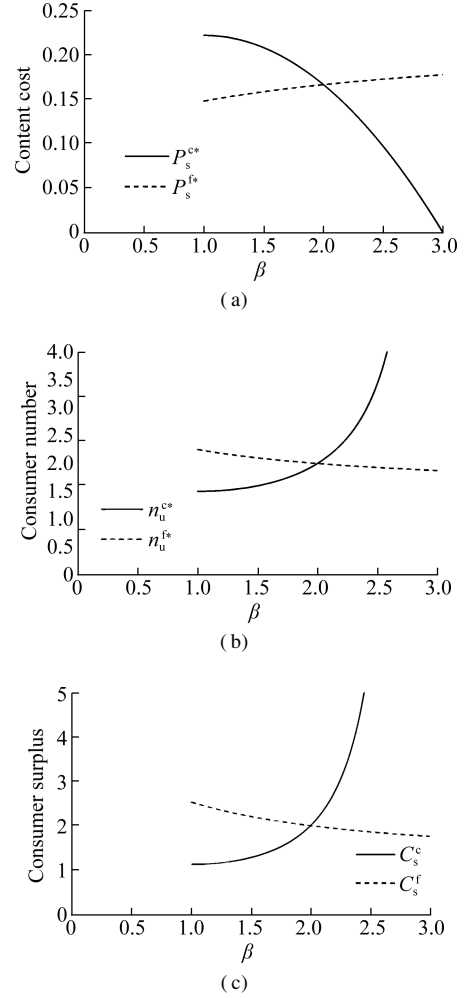 0.25
0.20
0.15
0.10
0.05
0
Content cost
P_s^{c*}
P_s^{f*}
0 0.5 1.0 1.5 2.0 2.5 3.0
β
(a)
4.0
3.5
3.0
2.0
1.5
1.0
0.5
0
Consumer number
n_u^{c*}
n_u^{f*}
0 0.5 1.0 1.5 2.0 2.5 3.0
β
(b)
5
4
3
2
1
0
Consumer surplus
C_s^c
C_s^f
0 0.5 1.0 1.5 2.0 2.5 3.0
β
(c)